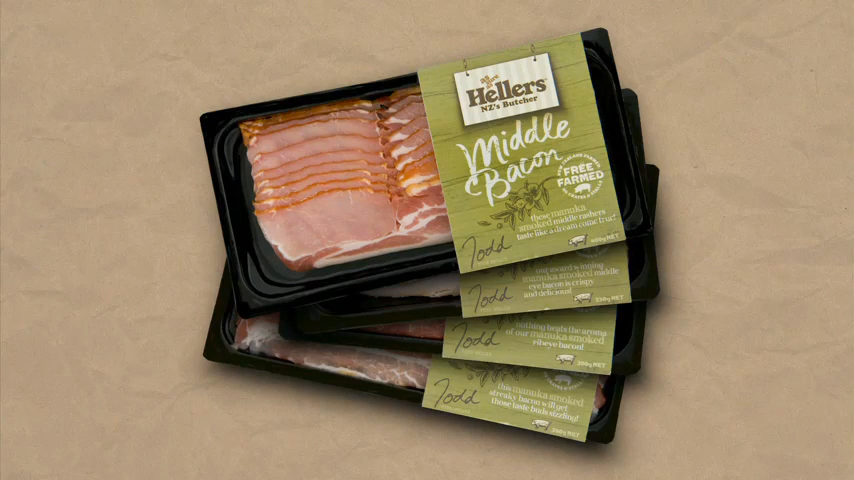 Hellers
NZ's Butcher
Middle
Bacon
FREE
FARMED
these manuka
smoked middle rashers
taste like a dream come true!
Todd
our award winning
manuka smoked middle
eye bacon is crispy
and delicious!
Todd
nothing beats the aroma
of our manuka smoked
ribeye bacon!
Todd
this manuka smoked
streaky bacon will get
those taste buds sizzling!
Todd